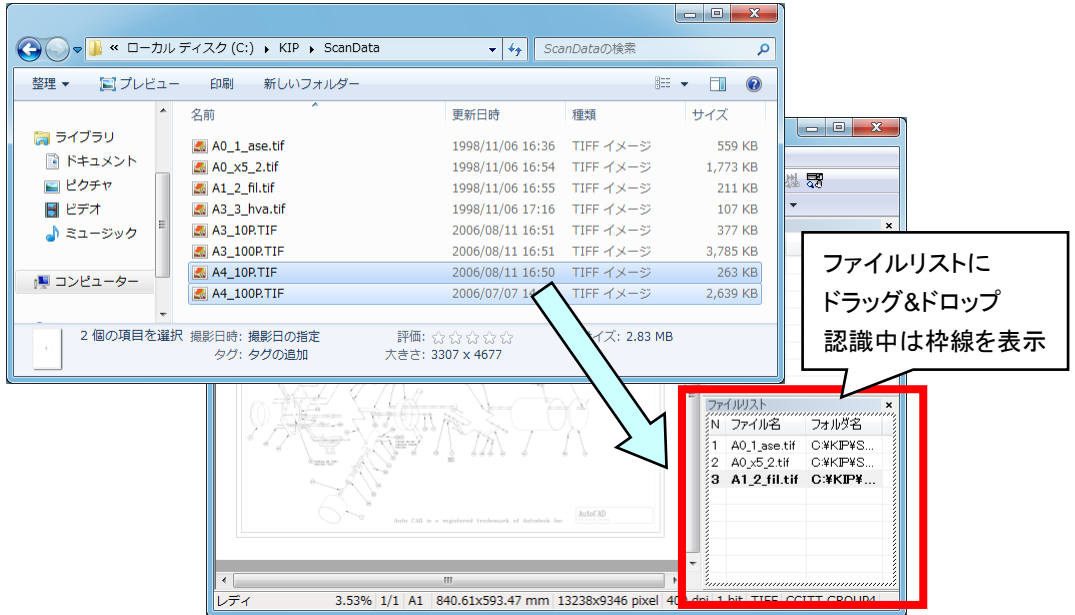 ローカル ディスク (C:) ▸ KIP ▸ ScanData
ScanDataの検索
整理 プレビュー 印刷 新しいフォルダー
名前 更新日時 種類 サイズ
ライブラリ
ドキュメント
ピクチャ
ビデオ
ミュージック
コンピューター
A0_1_ase.tif 1998/11/06 16:36 TIFF イメージ 559 KB
A0_x5_2.tif 1998/11/06 16:54 TIFF イメージ 1,773 KB
A1_2_fil.tif 1998/11/06 16:55 TIFF イメージ 211 KB
A3_3_hva.tif 1998/11/06 17:16 TIFF イメージ 107 KB
A3_10P.TIF 2006/08/11 16:51 TIFF イメージ 377 KB
A3_100P.TIF 2006/08/11 16:51 TIFF イメージ 3,785 KB
A4_10P.TIF 2006/08/11 16:50 TIFF イメージ 263 KB
A4_100P.TIF 2006/07/07 14 TIFF イメージ 2,639 KB
2 個の項目を選択 撮影日時: 撮影日の指定 評価: ☆☆☆☆☆ イズ: 2.83 MB
タグ: タグの追加 大きさ: 3307 x 4677
ファイルリストに
ドラッグ&ドロップ
認識中は枠線を表示
ファイルリスト
N ファイル名 フォルダ名
1 A0_1_ase.tif C:¥KIP¥S...
2 A0_x5_2.tif C:¥KIP¥S...
3 A1_2_fil.tif C:¥KIP¥...
AutoCAD
Auto CAD is a registered trademark of Autodesk Inc
レディ 3.53% 1/1 A1 840.61x593.47 mm 13238x9346 pixel 400 dpi 1 bit TIFF CCITT GROUP4